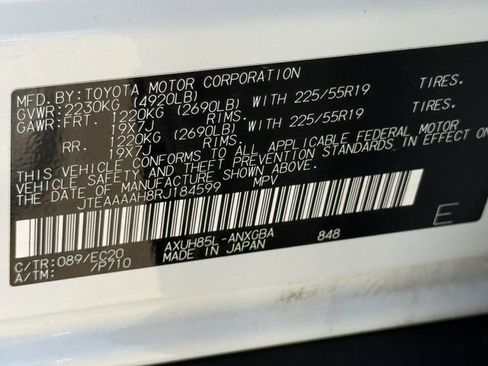 MFD.BY:TOYOTA MOTOR CORPORATION
GVWR:2230KG (4920LB)
GAWR:FRT. 1220KG (2690LB) WITH 225/55R19 TIRES.
19X7J RIMS.
RR. 1220KG (2690LB) WITH 225/55R19 TIRES.
19X7J RIMS.
THIS VEHICLE CONFORMS TO ALL APPLICABLE FEDERAL MOTOR
VEHICLE SAFETY AND THEFT PREVENTION STANDARDS IN EFFECT ON
THE DATE OF MANUFACTURE SHOWN ABOVE.
JTEAAAAH8RJ184599 MPV
E
C/TR:089/EC20 AXUH85L-ANXGBA 848
A/TM: /P710 MADE IN JAPAN